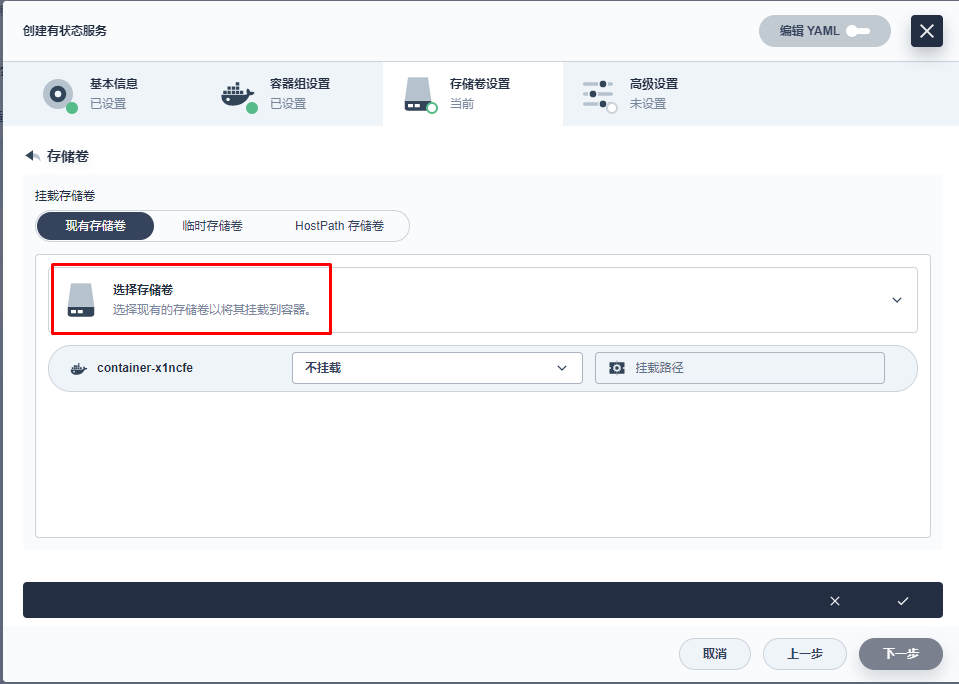 创建有状态服务
编辑 YAML
基本信息
已设置
容器组设置
已设置
存储卷设置
当前
高级设置
未设置
存储卷
挂载存储卷
现有存储卷
临时存储卷
HostPath 存储卷
选择存储卷
选择现有的存储卷以将其挂载到容器。
container-x1ncfe
不挂载
挂载路径
取消
上一步
下一步